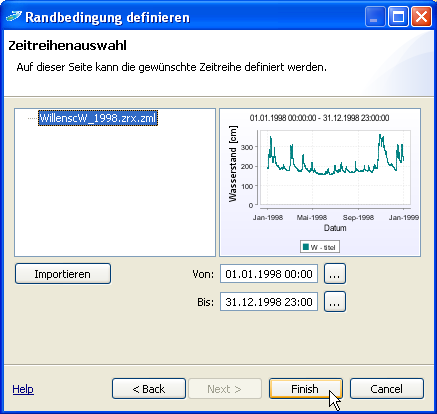 Randbedingung definieren
Zeitreihenauswahl
Auf dieser Seite kann die gewünschte Zeitreihe definiert werden.
WillenscW_1998.zrx.zml
01.01.1998 00:00:00 - 31.12.1998 23:00:00
Wasserstand [cm]
300
200
100
0
Jan-1998 Mai-1998 Sep-1998 Jan-1999
Datum
W - titel
Importieren
Von: 01.01.1998 00:00 ...
Bis: 31.12.1998 23:00 ...
Help
< Back Next > Finish Cancel